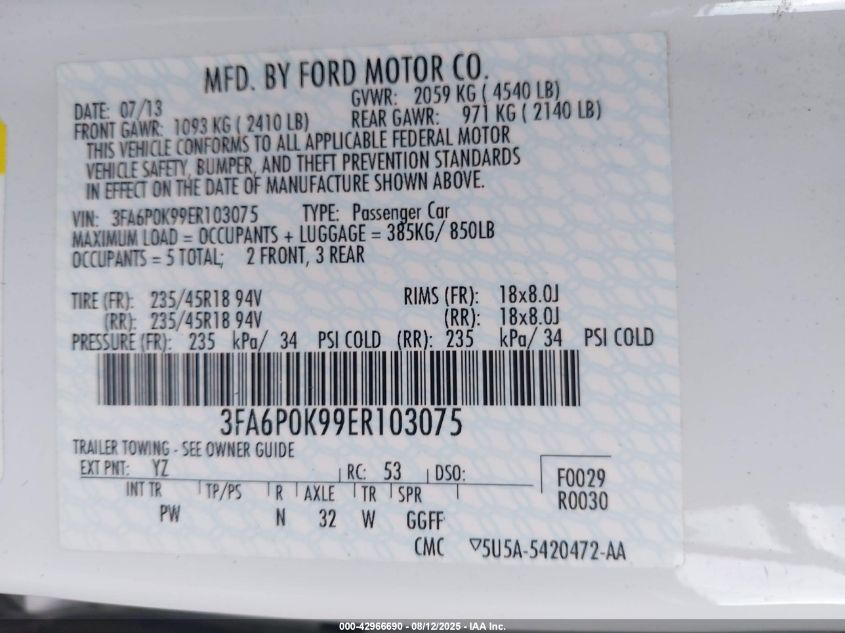 MFD. BY FORD MOTOR CO.
DATE: 07/13 GVWR: 2059 KG ( 4540 LB)
FRONT GAWR: 1093 KG ( 2410 LB) REAR GAWR: 971 KG ( 2140 LB)
THIS VEHICLE CONFORMS TO ALL APPLICABLE FEDERAL MOTOR
VEHICLE SAFETY, BUMPER, AND THEFT PREVENTION STANDARDS
IN EFFECT ON THE DATE OF MANUFACTURE SHOWN ABOVE.
VIN: 3FA6P0K99ER103075 TYPE: Passenger Car
MAXIMUM LOAD = OCCUPANTS + LUGGAGE = 385KG/ 850LB
OCCUPANTS = 5 TOTAL; 2 FRONT, 3 REAR
TIRE (FR): 235/45R18 94V RIMS (FR): 18x8.0J
(RR): 235/45R18 94V (RR): 18x8.0J
PRESSURE (FR): 235 kPa/ 34 PSI COLD (RR): 235 kPa/ 34 PSI COLD
3FA6P0K99ER103075
TRAILER TOWING - SEE OWNER GUIDE
EXT PNT: YZ RC: 53 DSO: F0029
INT TR TP/PS R AXLE TR SPR R0030
PW N 32 W GGFF
CMC ▽5U5A-5420472-AA
000-42966690 - 08/12/2025 - IAA Inc.